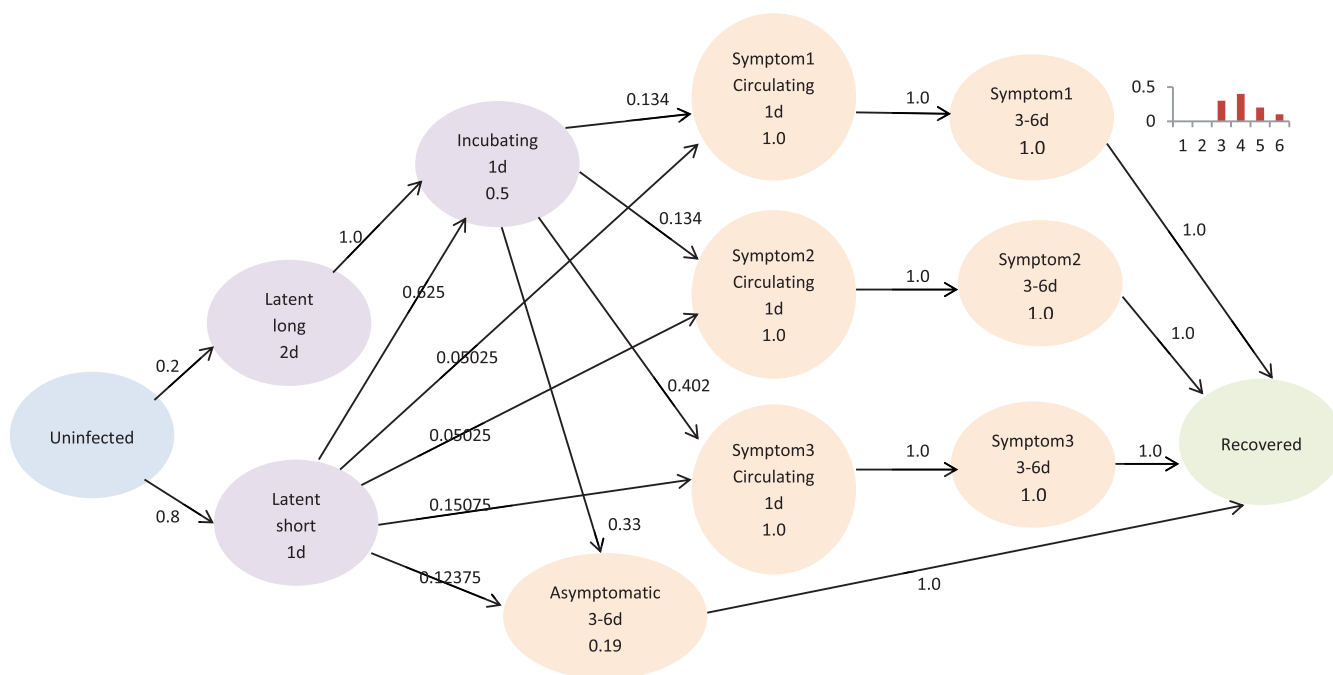 Uninfected
0.2
0.8
Latent
long
2d
Latent
short
1d
1.0
0.625
0.05025
0.05025
0.15075
0.12375
Incubating
1d
0.5
0.134
0.134
0.402
0.33
Symptom1
Circulating
1d
1.0
Symptom2
Circulating
1d
1.0
Symptom3
Circulating
1d
1.0
Asymptomatic
3-6d
0.19
1.0
1.0
1.0
1.0
Symptom1
3-6d
1.0
Symptom2
3-6d
1.0
Symptom3
3-6d
1.0
0.5
0
1 2 3 4 5 6
1.0
1.0
1.0
Recovered